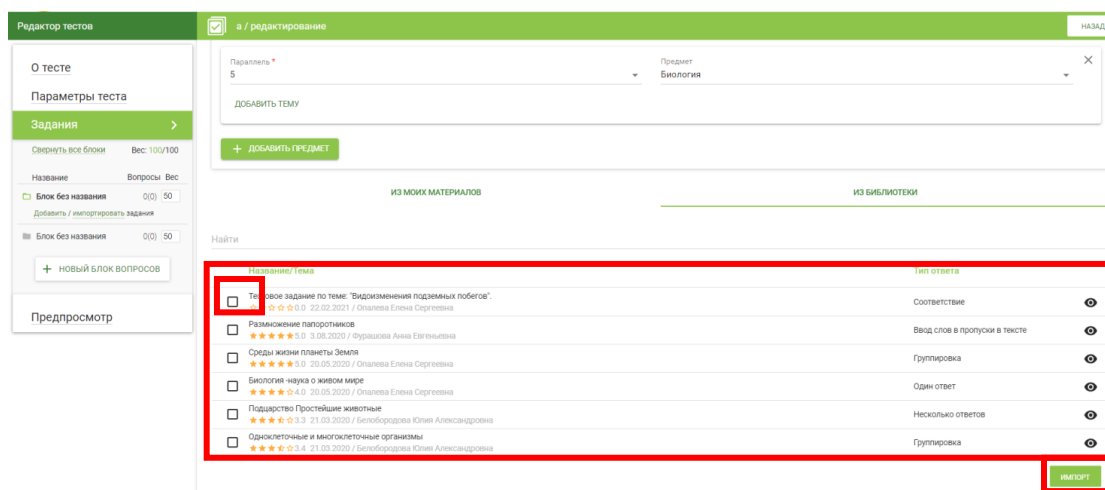 Редактор тестов
а / редактирование
НАЗАД
О тесте
Параметры теста
Задания
Свернуть все блоки Вес: 100/100
Название Вопросы Вес
Блок без названия 0(0) 50
Добавить / импортировать задания
Блок без названия 0(0) 50
+ НОВЫЙ БЛОК ВОПРОСОВ
Предпросмотр
Параллель * Предмет
5 Биология
ДОБАВИТЬ ТЕМУ
+ ДОБАВИТЬ ПРЕДМЕТ
ИЗ МОИХ МАТЕРИАЛОВ ИЗ БИБЛИОТЕКИ
Найти
Название/Тема Тип ответа
Тестовое задание по теме: "Видоизменения подземных побегов".
0.0 22.02.2021 / Опалева Елена Сергеевна
Соответствие
Размножение папоротников
5.0 3.08.2020 / Фурашова Анна Евгеньевна
Ввод слов в пропуски в тексте
Среды жизни планеты Земля
5.0 20.05.2020 / Опалева Елена Сергеевна
Группировка
Биология -наука о живом мире
4.0 20.05.2020 / Опалева Елена Сергеевна
Один ответ
Подцарство Простейшие животные
3.3 21.03.2020 / Белобородова Юлия Александровна
Несколько ответов
Одноклеточные и многоклеточные организмы
3.4 21.03.2020 / Белобородова Юлия Александровна
Группировка
ИМПОРТ